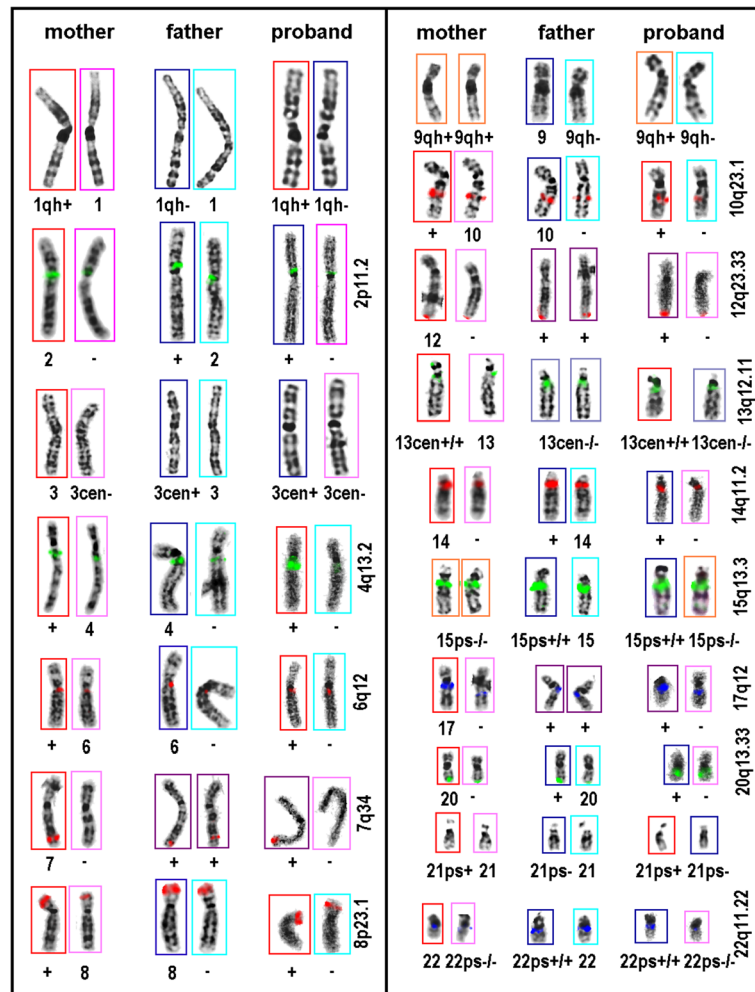 mother father proband
1qh+ 1 1qh- 1 1qh+ 1qh-
2p11.2
2 - + 2 + -
3 3cen- 3cen+ 3 3cen+ 3cen-
4q13.2
+ 4 4 - + -
6q12
+ 6 6 - + -
7q34
7 - + + + -
8p23.1
+ 8 8 - + -
mother father proband
9qh+ 9qh+ 9 9qh- 9qh+ 9qh-
10q23.1
+ 10 10 - + -
12q23.33
12 - + + + -
13q12.11
13cen+/+ 13 13cen-/- 13cen+/+ 13cen-/-
14q11.2
14 - + 14 + -
15q13.3
15ps-/- 15ps+/+ 15 15ps+/+ 15ps-/-
17q12
17 - + + + -
20q13.33
20 - + 20 + -
21ps+ 21 21ps- 21 21ps+ 21ps-
22q11.22
22 22ps-/- 22ps+/+ 22 22ps+/+ 22ps-/-